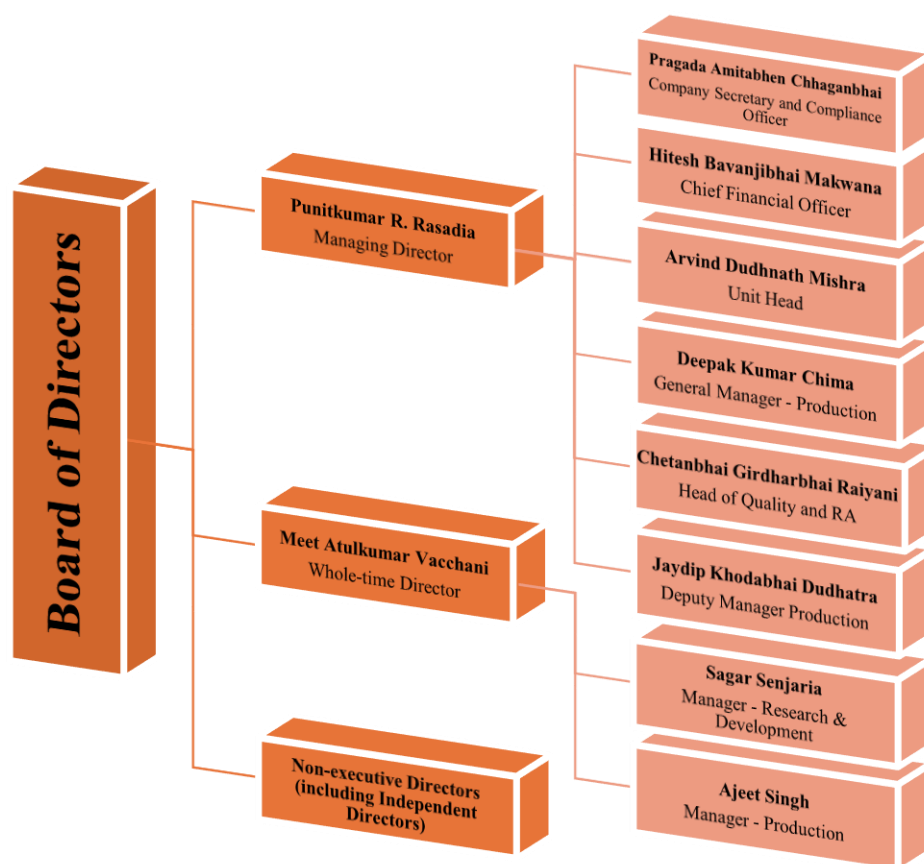 Board of Directors
Punitkumar R. Rasadia
Managing Director
Meet Atulkumar Vacchani
Whole-time Director
Non-executive Directors
(including Independent
Directors)
Pragada Amitabhen Chhaganbhai
Company Secretary and Compliance
Officer
Hitesh Bavanjibhai Makwana
Chief Financial Officer
Arvind Dudhnath Mishra
Unit Head
Deepak Kumar Chima
General Manager - Production
Chetanbhai Girdharbhai Raiyani
Head of Quality and RA
Jaydip Khodabhai Dudhatra
Deputy Manager Production
Sagar Senjaria
Manager - Research &
Development
Ajeet Singh
Manager - Production